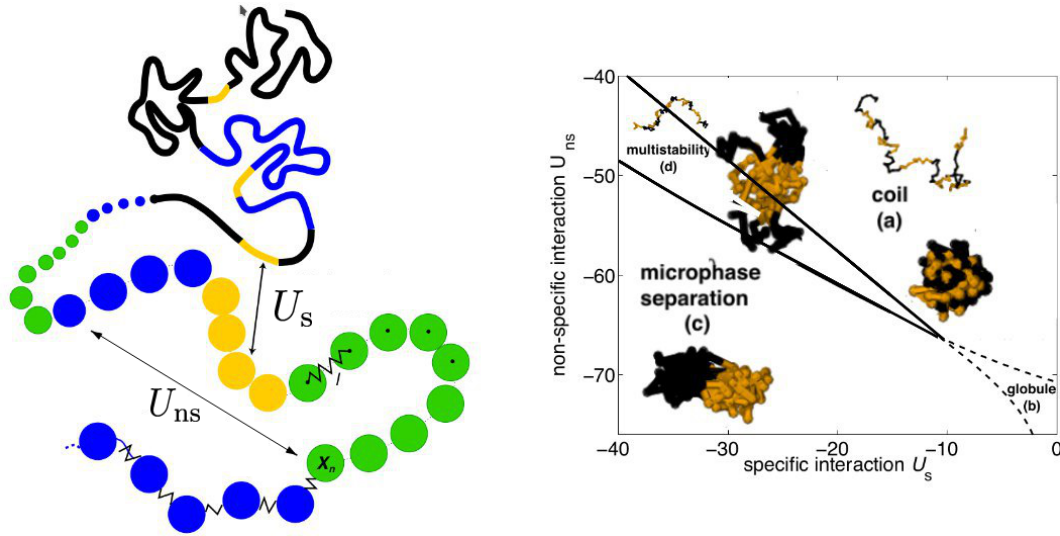 U_s
U_ns
X_n
non-specific interaction U_ns
-40
-50
-60
-70
multistability
(d)
coil
(a)
microphase
separation
(c)
globule
(b)
-40
-30
-20
-10
0
specific interaction U_s